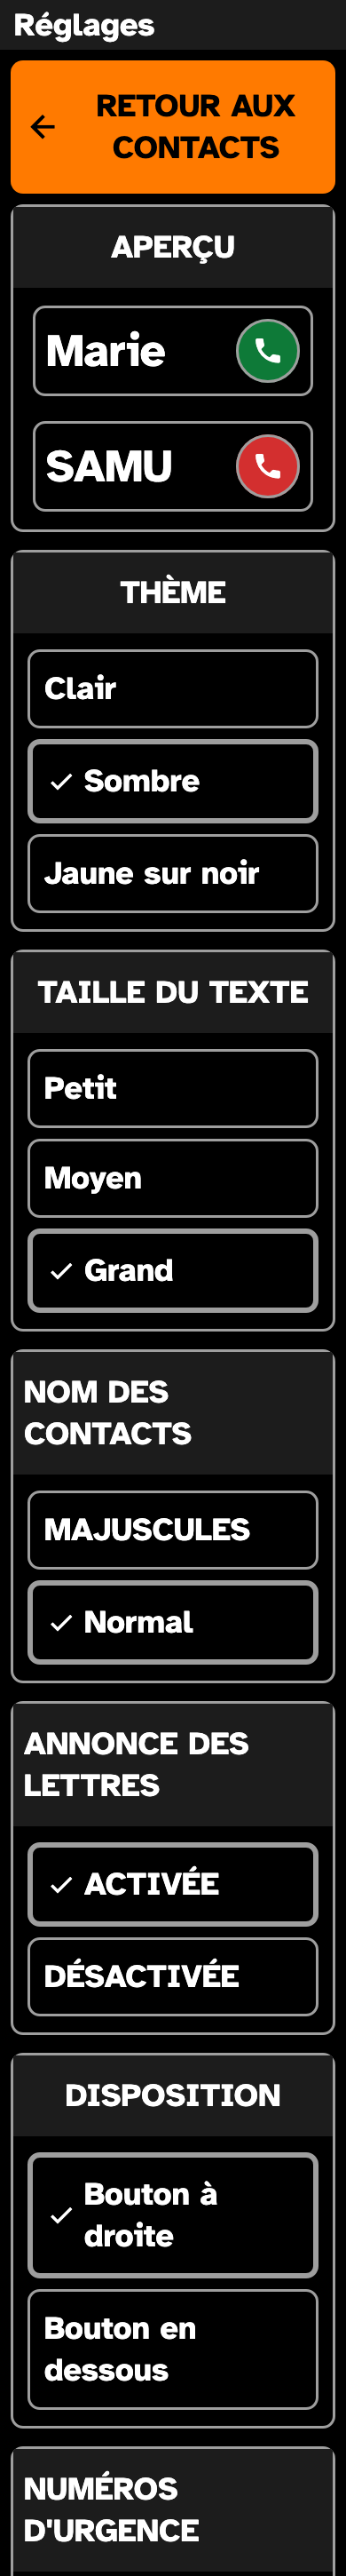 Réglages
RETOUR AUX
CONTACTS
APERÇU
Marie
SAMU
THÈME
Clair
Sombre
Jaune sur noir
TAILLE DU TEXTE
Petit
Moyen
Grand
NOM DES
CONTACTS
MAJUSCULES
Normal
ANNONCE DES
LETTRES
ACTIVÉE
DÉSACTIVÉE
DISPOSITION
Bouton à
droite
Bouton en
dessous
NUMÉROS
D'URGENCE